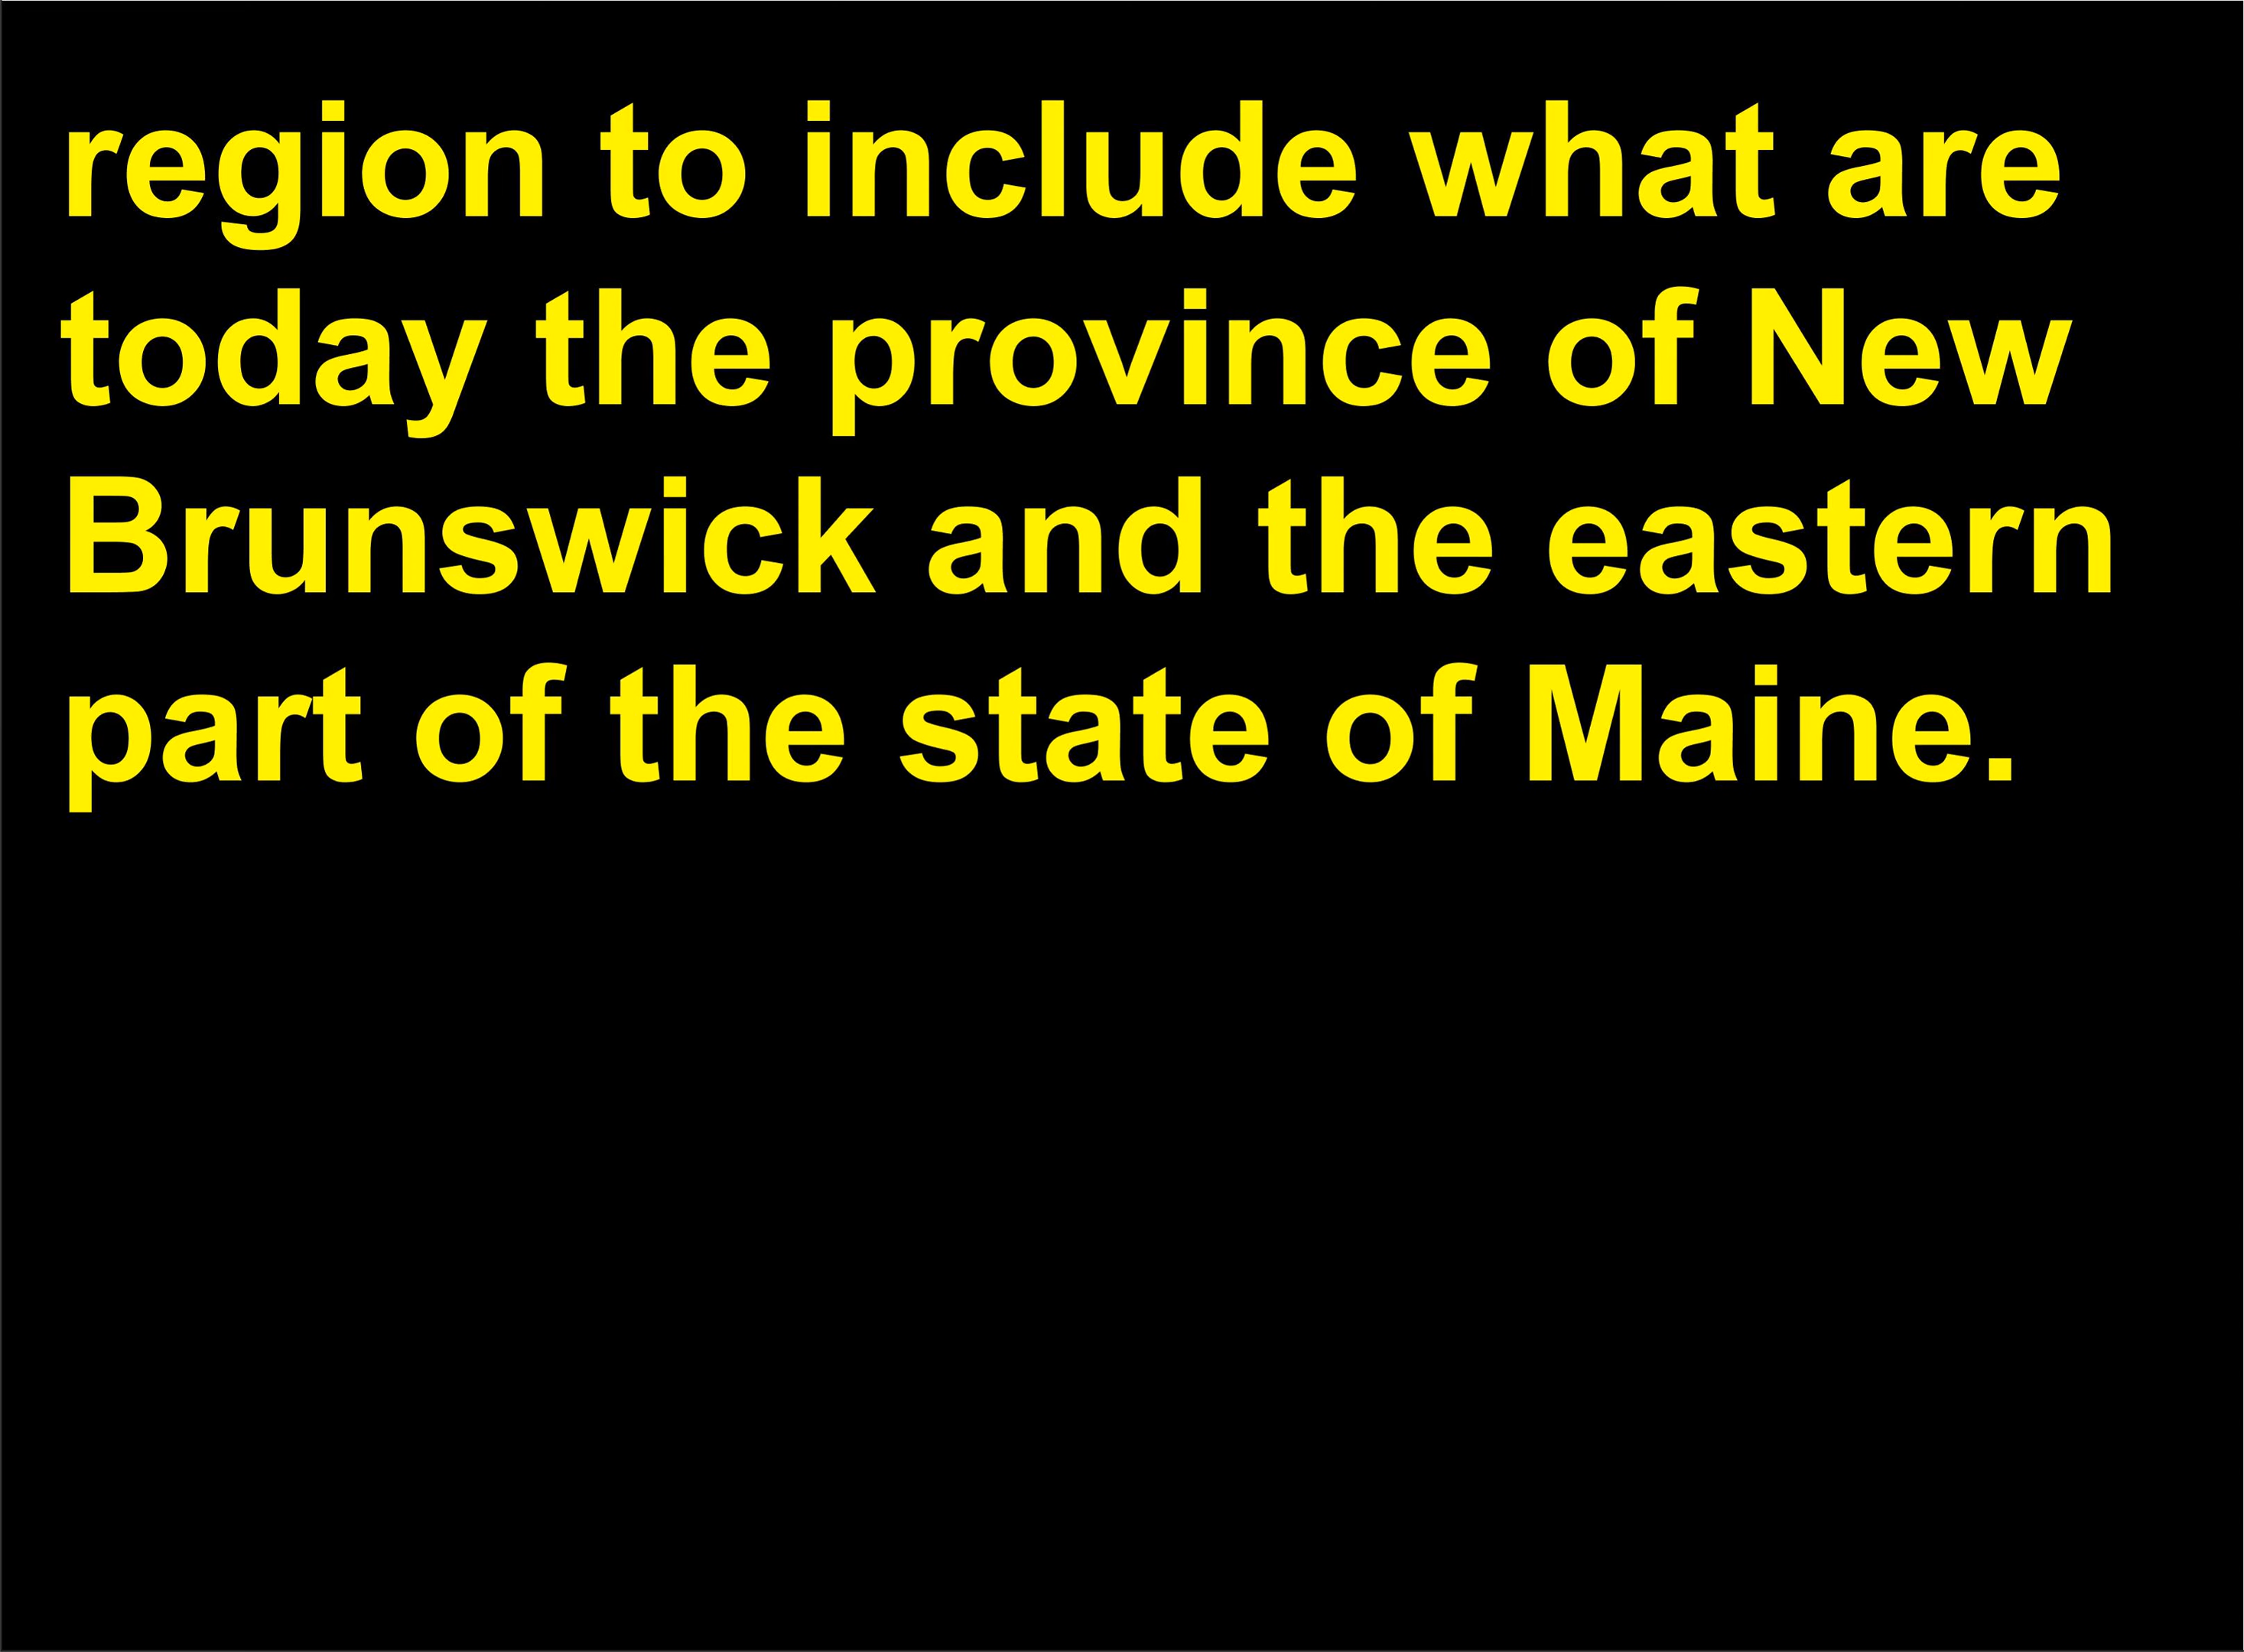 region to include what are
today the province of New
Brunswick and the eastern
part of the state of Maine.